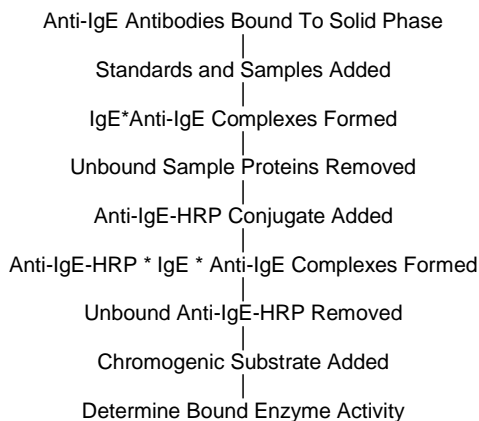 Anti-IgE Antibodies Bound To Solid Phase
Standards and Samples Added
IgE*Anti-IgE Complexes Formed
Unbound Sample Proteins Removed
Anti-IgE-HRP Conjugate Added
Anti-IgE-HRP * IgE * Anti-IgE Complexes Formed
Unbound Anti-IgE-HRP Removed
Chromogenic Substrate Added
Determine Bound Enzyme Activity